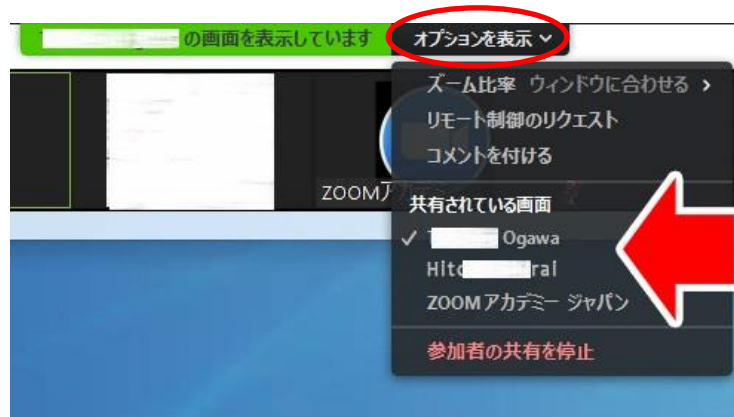 の画面を表示しています オプションを表示
ズーム比率 ウィンドウに合わせる
リモート制御のリクエスト
コメントを付ける
ZOOMアカデミー
共有されている画面
Ogawa
ZOOMアカデミー ジャパン
参加者の共有を停止